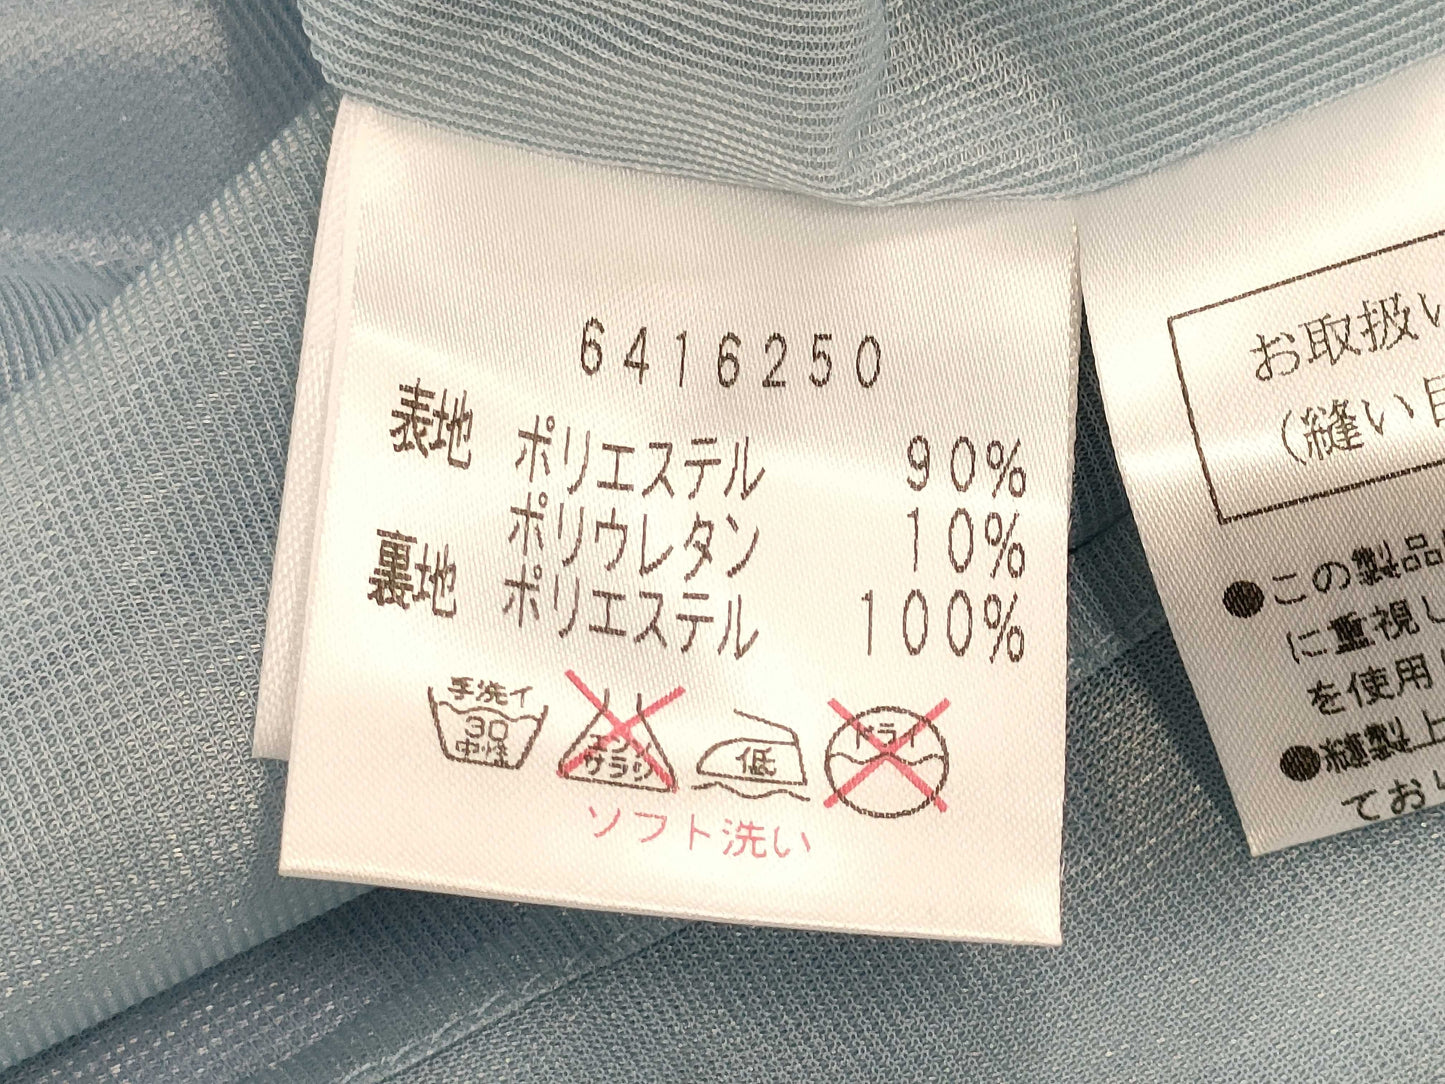 6416250
表地 ポリエステル 90%
ポリウレタン 10%
裏地 ポリエステル 100%
手洗イ
30
中性
エンソ
サラシ
低
ドライ
ソフト洗い
お取扱い
(縫い目
●この製品
に重視し
を使用
●縫製上
ており